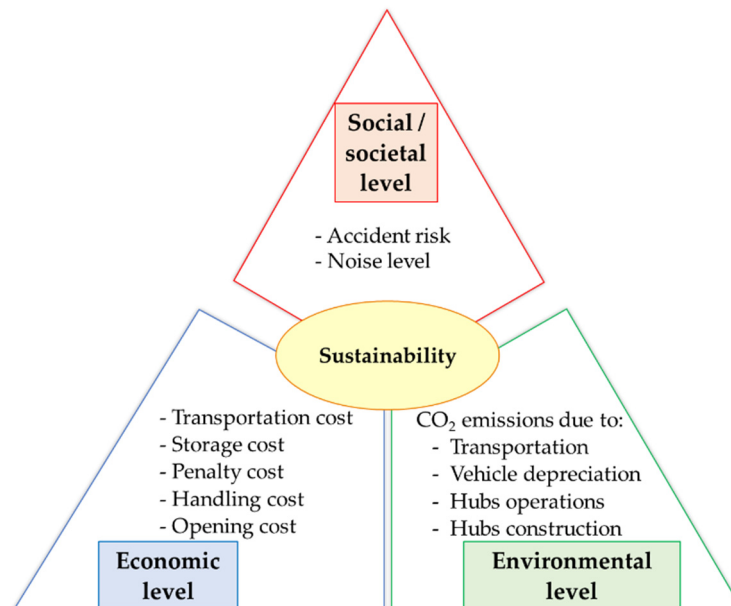 Social /
societal
level
- Accident risk
- Noise level
Sustainability
- Transportation cost
- Storage cost
- Penalty cost
- Handling cost
- Opening cost
Economic
level
CO₂ emissions due to:
- Transportation
- Vehicle depreciation
- Hubs operations
- Hubs construction
Environmental
level